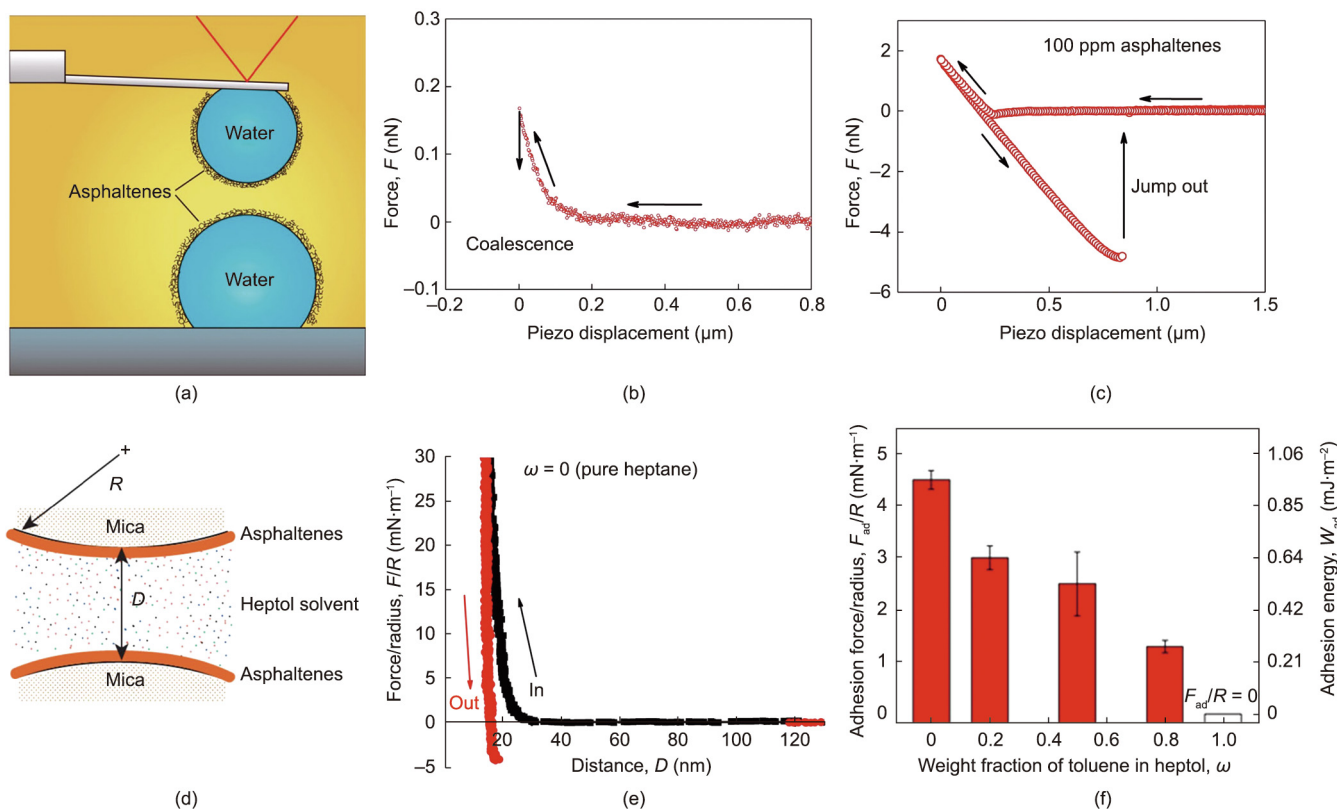 Water
Asphaltenes
Water
(a)
0.3
0.2
0.1
0
–0.1
Force, F (nN)
Coalescence
–0.2
0
0.2
0.4
0.6
0.8
Piezo displacement (μm)
(b)
2
0
–2
–4
–6
Force, F (nN)
100 ppm asphaltenes
Jump out
0
0.5
1.0
1.5
Piezo displacement (μm)
(c)
R
Mica
Asphaltenes
D
Heptol solvent
Asphaltenes
Mica
(d)
30
25
20
15
10
5
0
–5
Force/radius, F/R (mN·m⁻¹)
ω = 0 (pure heptane)
In
Out
20
40
60
80
100
120
Distance, D (nm)
(e)
5
4
3
2
1
0
Adhesion force/radius, F_ad/R (mN·m⁻¹)
1.06
0.85
0.64
0.42
0.21
0
Adhesion energy, W_ad (mJ·m⁻²)
F_ad/R = 0
0
0.2
0.4
0.6
0.8
1.0
Weight fraction of toluene in heptol, ω
(f)